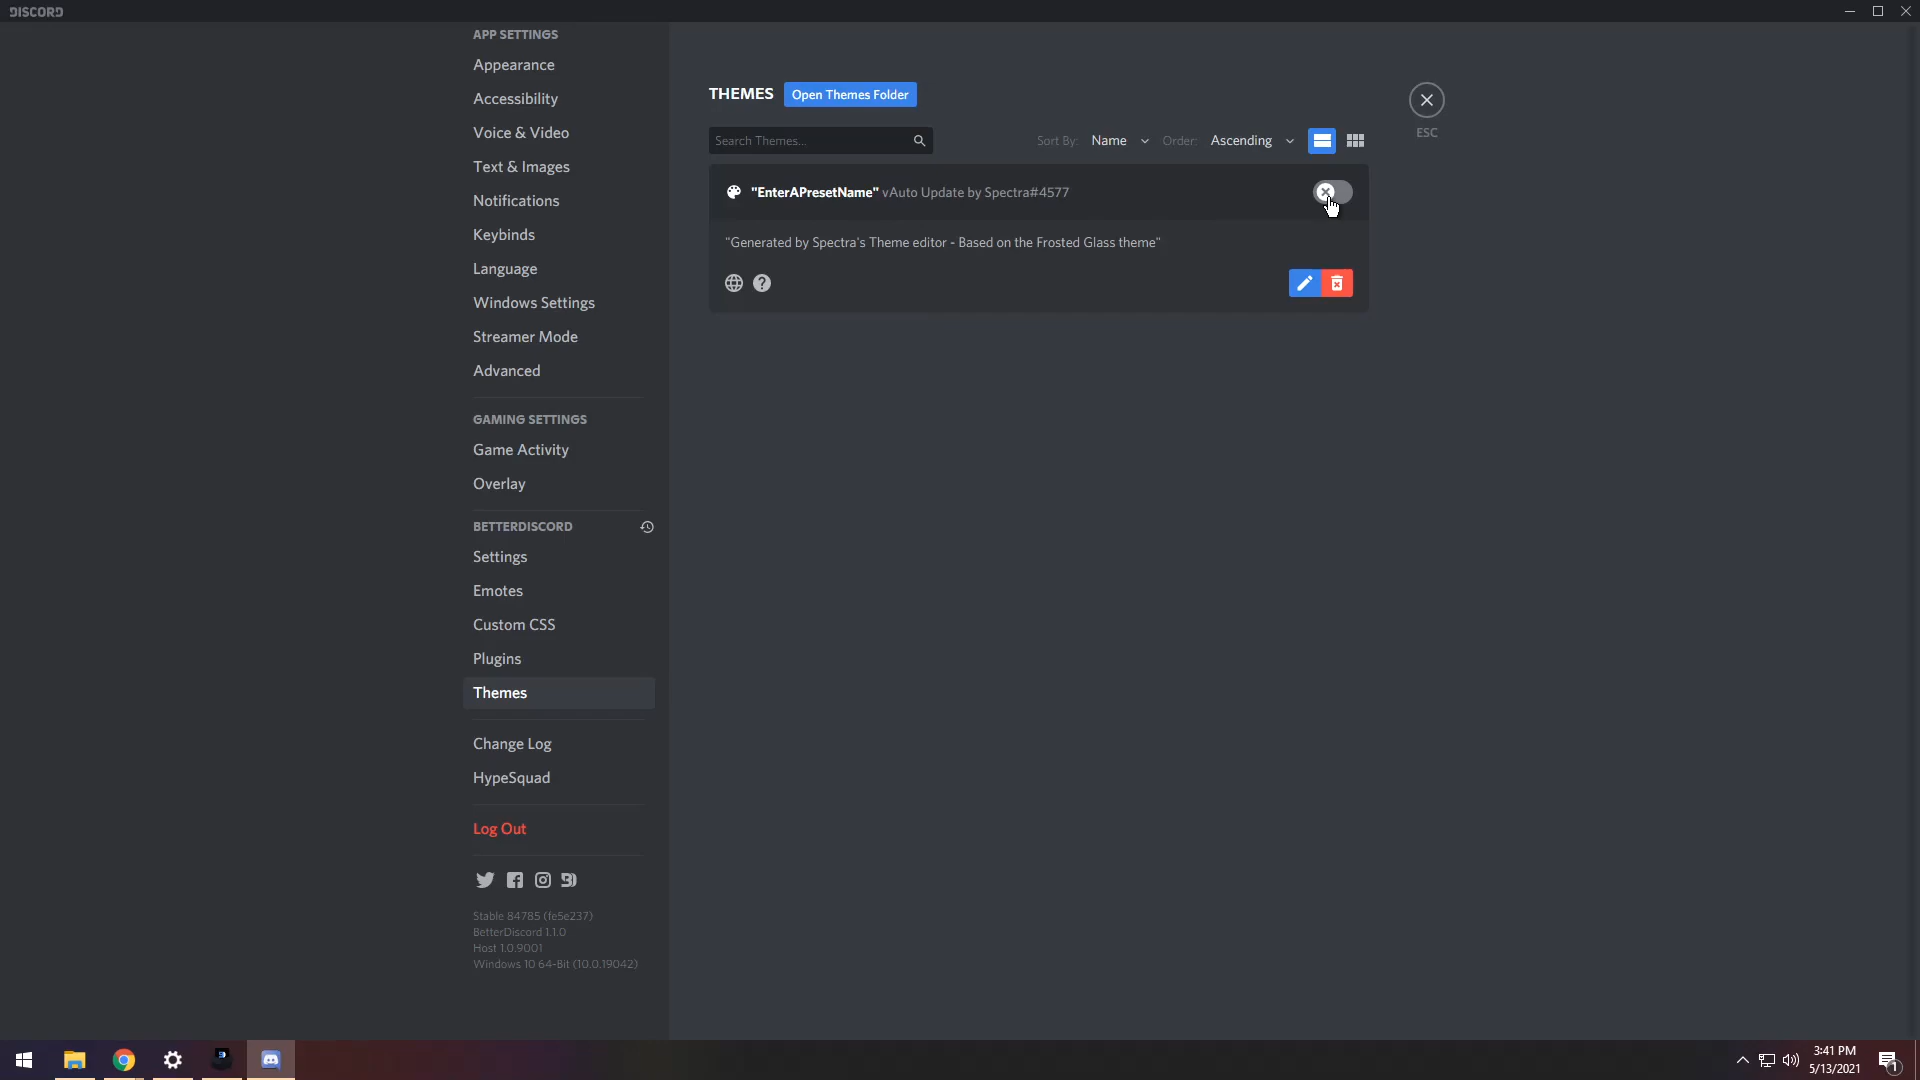 DISCORD
APP SETTINGS
Appearance
Accessibility
Voice & Video
Text & Images
Notifications
Keybinds
Language
Windows Settings
Streamer Mode
Advanced
GAMING SETTINGS
Game Activity
Overlay
BETTERDISCORD
Settings
Emotes
Custom CSS
Plugins
Themes
Change Log
HypeSquad
Log Out
Stable 84785 (fe5e237)
BetterDiscord 1.1.0
Host 1.0.9001
Windows 10 64-Bit (10.0.19042)
THEMES Open Themes Folder
Search Themes... Sort By: Name Order: Ascending
"EnterAPresetName" vAuto Update by Spectra#4577
"Generated by Spectra's Theme editor - Based on the Frosted Glass theme"
ESC
3:41 PM
5/13/2021
1